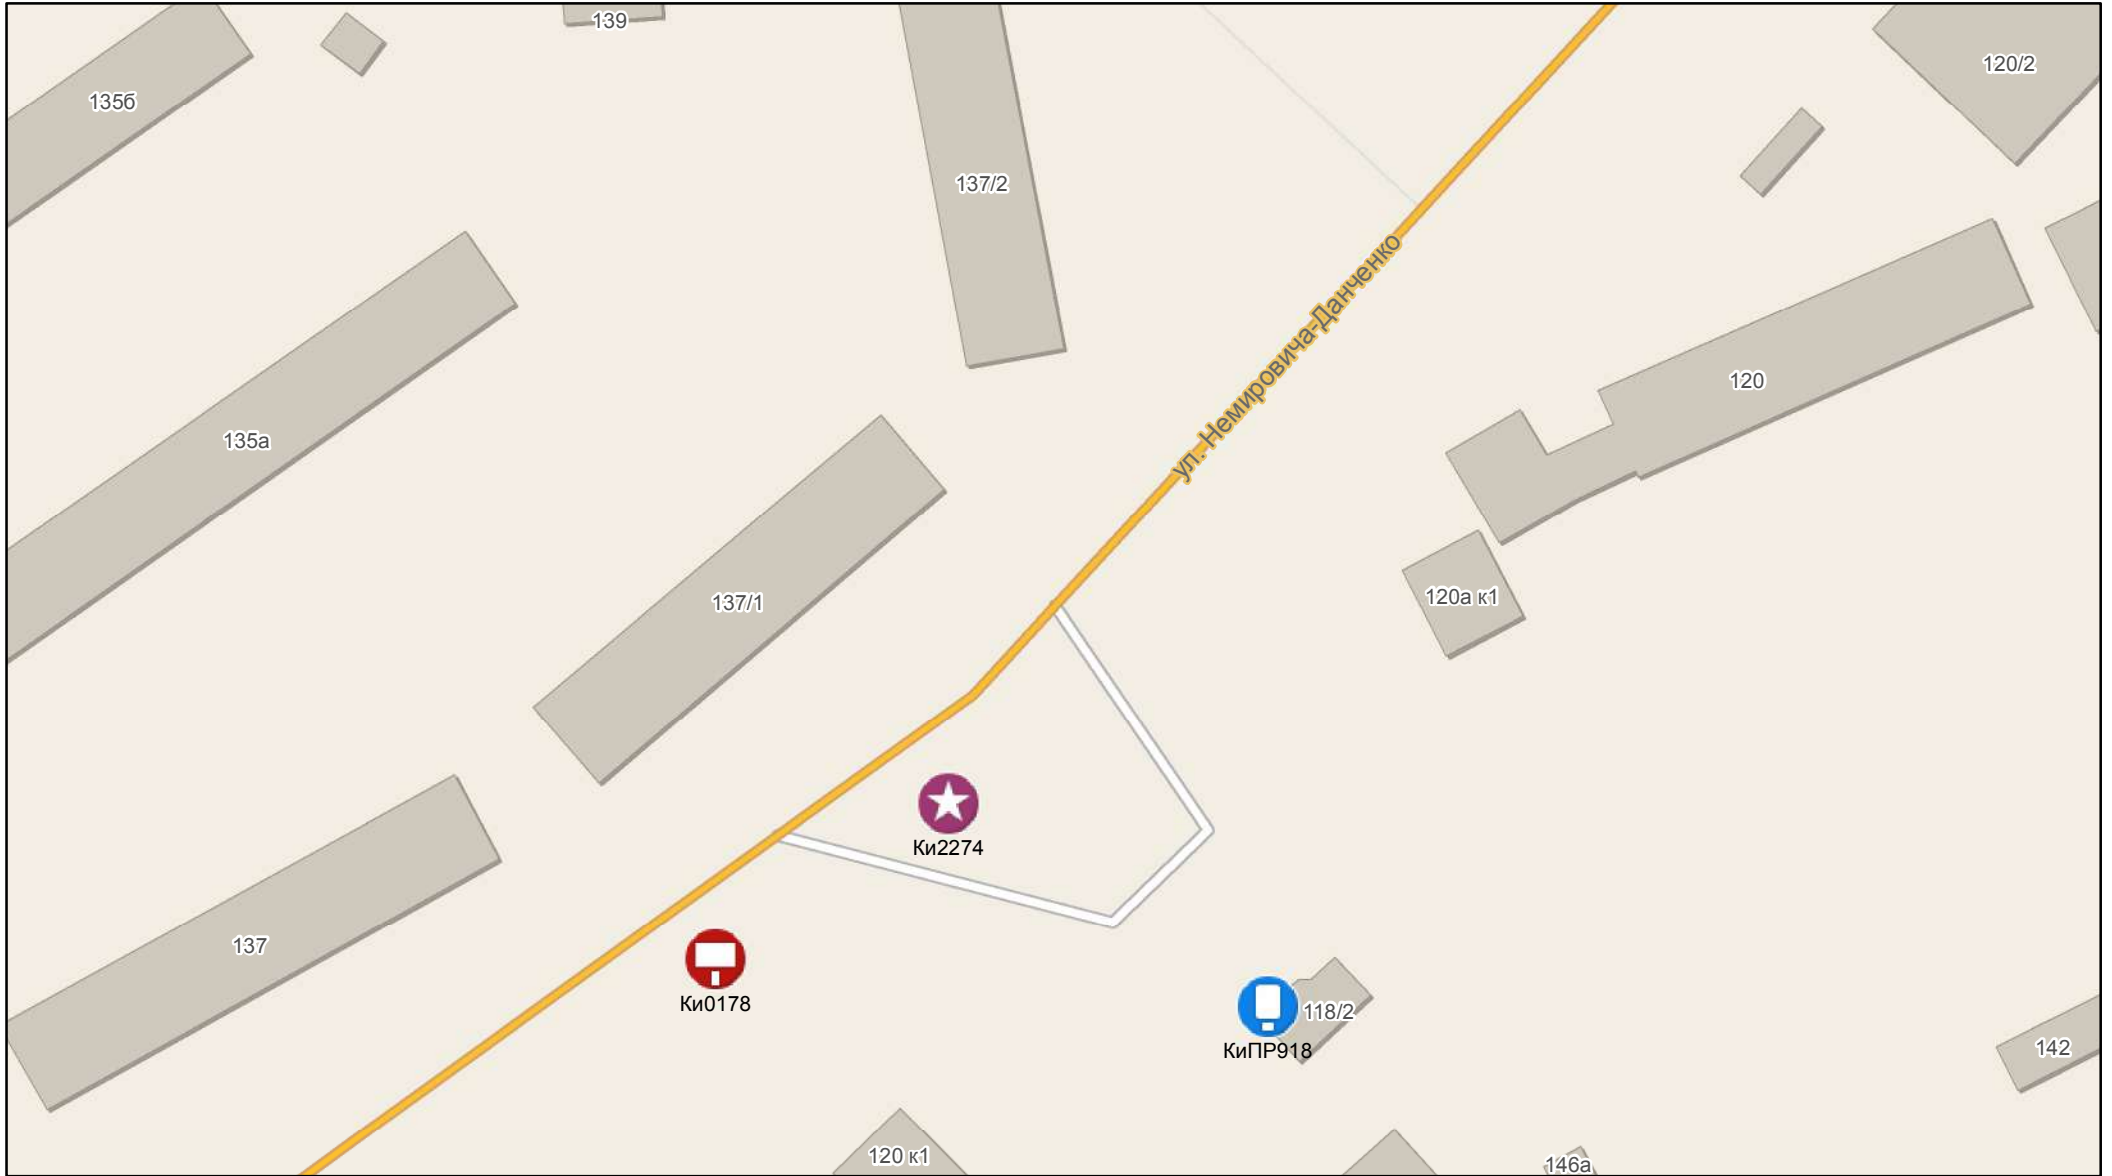 139
120/2
135б
137/2
ул. Немировича-Данченко
120
135а
120а к1
137/1
Ки2274
137
Ки0178
118/2
КиПР918
142
120 к1
146а